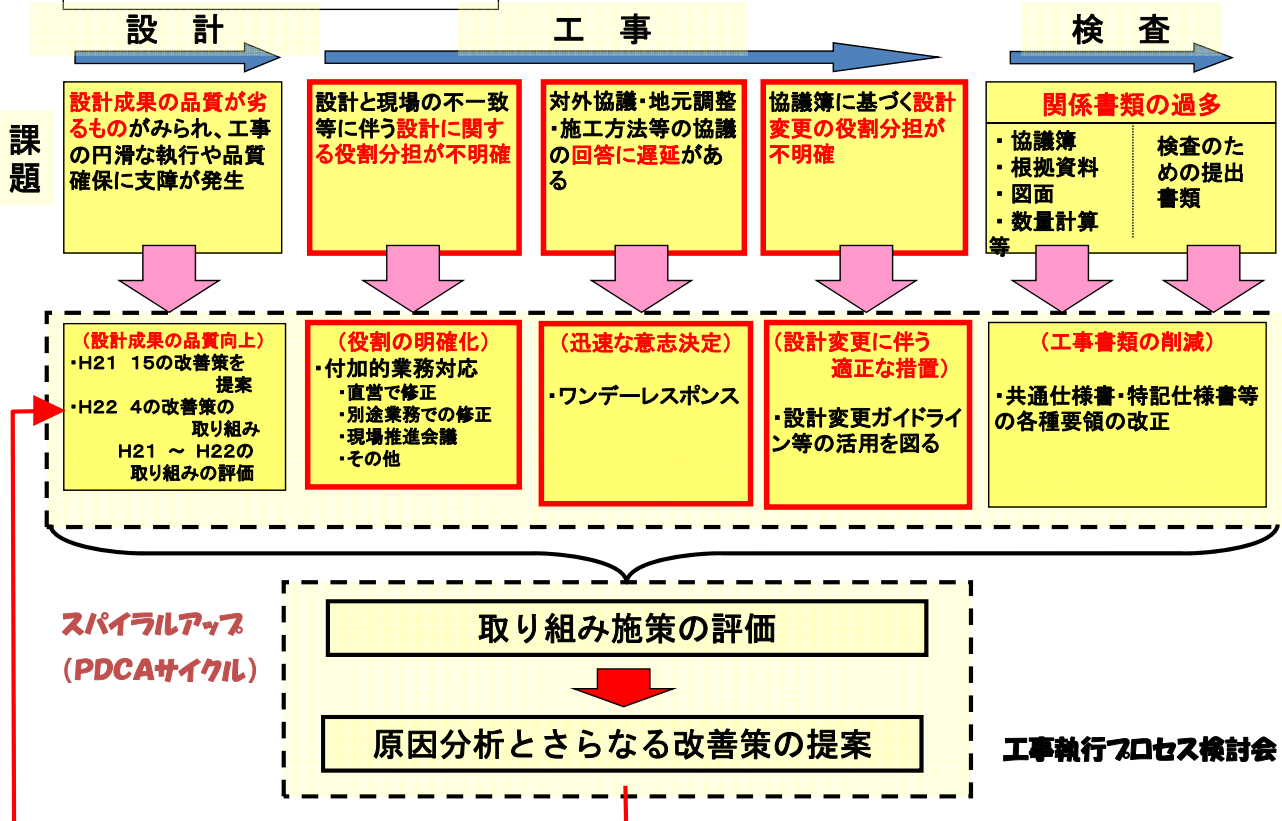 設 計
工 事
検 査
課
題
設計成果の品質が劣
るものがみられ、工事
の円滑な執行や品質
確保に支障が発生
設計と現場の不一致
等に伴う設計に関す
る役割分担が不明確
対外協議・地元調整
・施工方法等の協議
の回答に遅延があ
る
協議簿に基づく設計
変更の役割分担が
不明確
関係書類の過多
・協議簿
・根拠資料
・図面
・数量計算
等
検査のた
めの提出
書類
(設計成果の品質向上)
・H21 15の改善策を
提案
・H22 4の改善策の
取り組み
H21 ~ H22の
取り組みの評価
(役割の明確化)
・付加的業務対応
・直営で修正
・別途業務での修正
・現場推進会議
・その他
(迅速な意志決定)
・ワンデーレスポンス
(設計変更に伴う
適正な措置)
・設計変更ガイドライ
ン等の活用を図る
(工事書類の削減)
・共通仕様書・特記仕様書等
の各種要領の改正
スパイラルアップ
(PDCAサイクル)
取り組み施策の評価
原因分析とさらなる改善策の提案
工事執行プロセス検討会